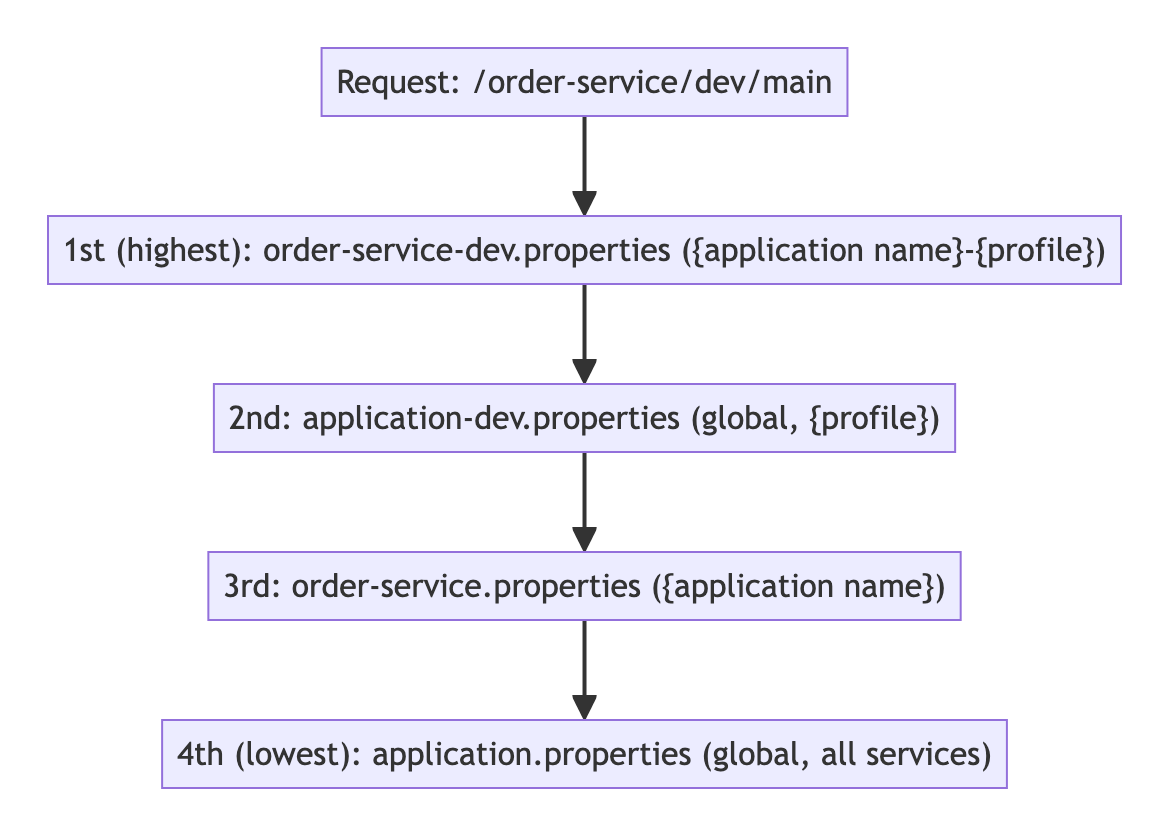 Request: /order-service/dev/main
1st (highest): order-service-dev.properties ({application name}-{profile})
2nd: application-dev.properties (global, {profile})
3rd: order-service.properties ({application name})
4th (lowest): application.properties (global, all services)